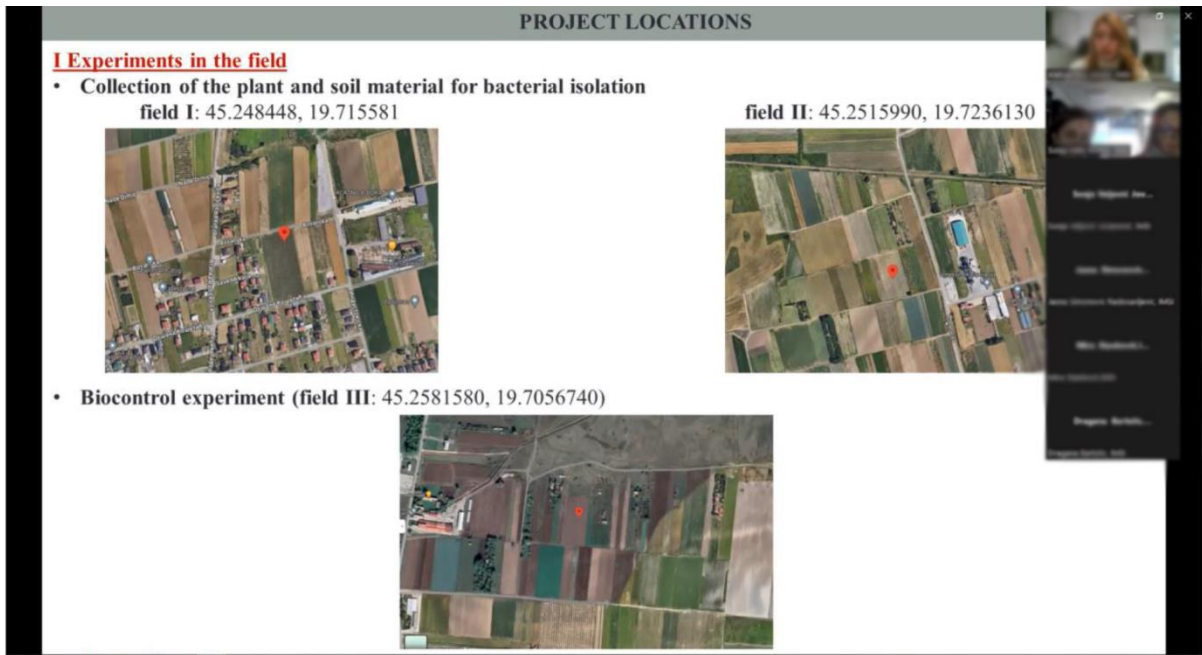 PROJECT LOCATIONS
I Experiments in the field
• Collection of the plant and soil material for bacterial isolation
field I: 45.248448, 19.715581
field II: 45.2515990, 19.7236130
• Biocontrol experiment (field III: 45.2581580, 19.7056740)